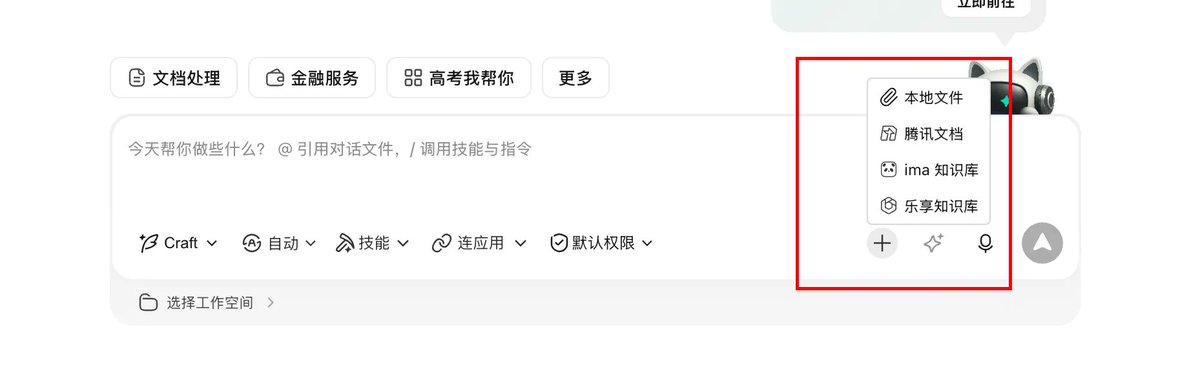 立即前往
文档处理 金融服务 高考我帮你 更多
本地文件
今天帮你做些什么？ @ 引用对话文件，/ 调用技能与指令
腾讯文档
ima 知识库
乐享知识库
Craft 自动 技能 连应用 默认权限
选择工作空间